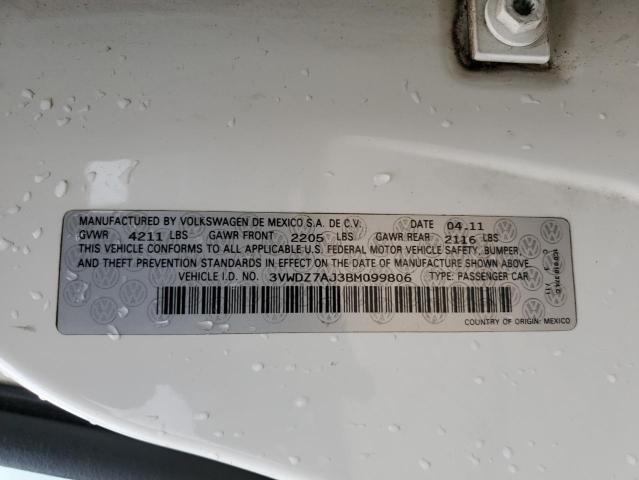 MANUFACTURED BY VOLKSWAGEN DE MEXICO S.A. DE C.V. DATE 04.11
GVWR 4211 LBS GAWR FRONT 2205 LBS GAWR REAR 2116 LBS
THIS VEHICLE CONFORMS TO ALL APPLICABLE U.S. FEDERAL MOTOR VEHICLE SAFETY, BUMPER,
AND THEFT PREVENTION STANDARDS IN EFFECT ON THE DATE OF MANUFACTURE SHOWN ABOVE.
VEHICLE I.D. NO. 3VWDZ7AJ3BM099806 TYPE: PASSENGER CAR
COUNTRY OF ORIGIN: MEXICO